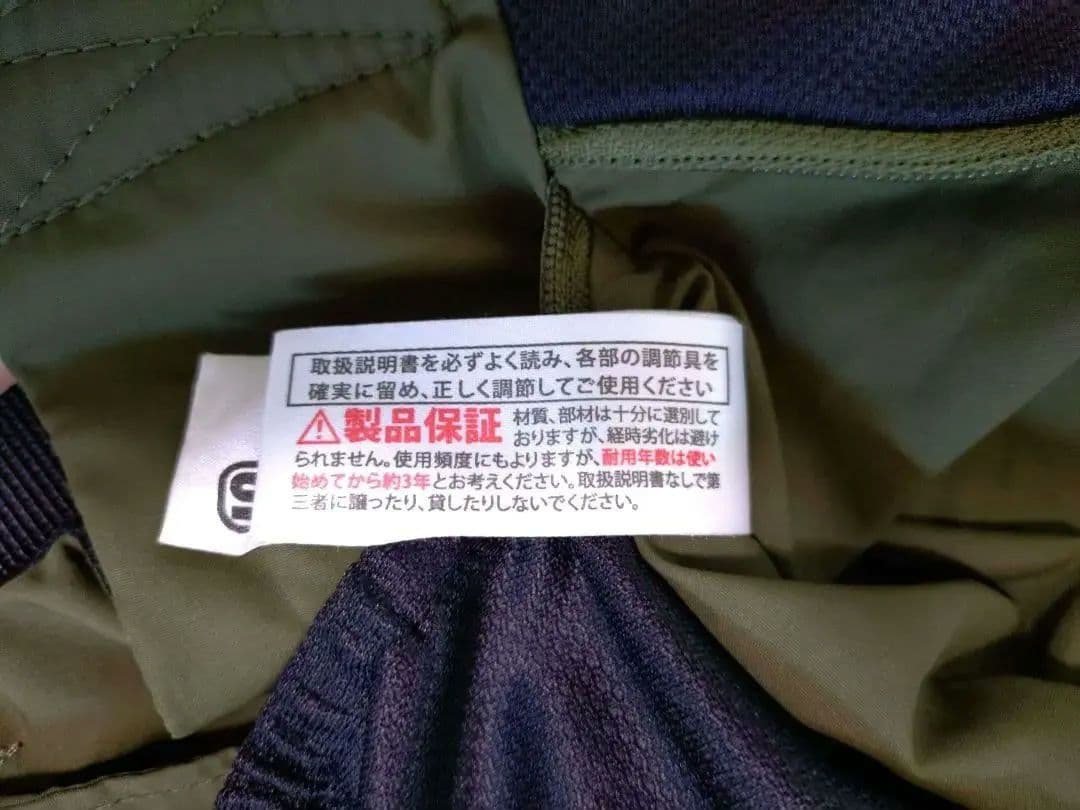 取扱説明書を必ずよく読み、各部の調節具を
確実に留め、正しく調節してご使用ください
⚠製品保証 材質、部材は十分に選別して
おりますが、経時劣化は避け
られません。使用頻度にもよりますが、耐用年数は使い
始めてから約3年とお考えください。取扱説明書なしで第
三者に譲ったり、貸したりしないでください。